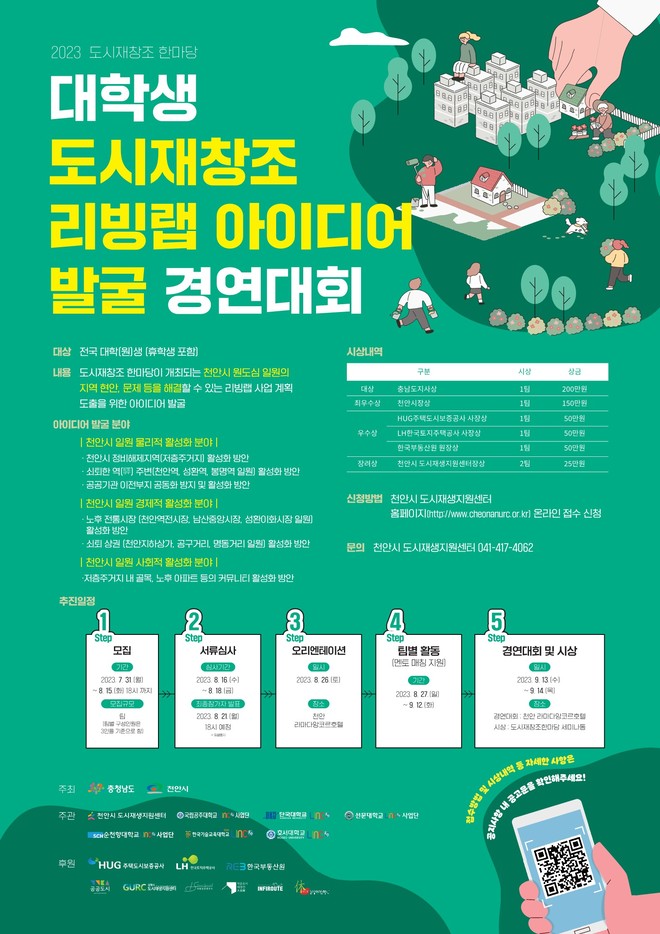 2023 도시재창조 한마당
대학생
도시재창조
리빙랩 아이디어
발굴 경연대회
대상 전국 대학(원)생 (휴학생 포함)
내용 도시재창조 한마당이 개최되는 천안시 원도심 일원의
지역 현안, 문제 등을 해결할 수 있는 리빙랩 사업 계획
도출을 위한 아이디어 발굴
아이디어 발굴 분야
| 천안시 일원 물리적 활성화 분야 |
· 천안시 정비해제지역(저층주거지) 활성화 방안
· 쇠퇴한 역(驛) 주변(천안역, 성환역, 봉명역 일원) 활성화 방안
· 공공기관 이전부지 공동화 방지 및 활성화 방안
| 천안시 일원 경제적 활성화 분야 |
· 노후 전통시장 (천안역전시장, 남산중앙시장, 성환이화시장 일원)
활성화 방안
· 쇠퇴 상권 (천안지하상가, 공구거리, 명동거리 일원) 활성화 방안
| 천안시 일원 사회적 활성화 분야 |
·저층주거지 내 골목, 노후 아파트 등의 커뮤니티 활성화 방안
시상내역
구분 시상 상금
대상 충남도지사상 1팀 200만원
최우수상 천안시장상 1팀 150만원
우수상 HUG주택도시보증공사 사장상 1팀 50만원
LH한국토지주택공사 사장상 1팀 50만원
한국부동산원 원장상 1팀 50만원
장려상 천안시 도시재생지원센터장상 2팀 25만원
신청방법 천안시 도시재생지원센터
홈페이지(http://www.cheonanurc.or.kr) 온라인 접수 신청
문의 천안시 도시재생지원센터 041-417-4062
추진일정
1 Step
모집
기간
2023. 7. 31 (월)
~ 8. 15 (화) 18시 까지
모집규모
팀
(팀별 구성인원은
3인을 기준으로 함)
2 Step
서류심사
심사기간
2023. 8. 16 (수)
~ 8. 18 (금)
최종참가자 발표
2023. 8. 21 (월)
18시 예정
3 Step
오리엔테이션
일시
2023. 8. 26 (토)
장소
천안
라마다앙코르호텔
4 Step
팀별 활동
(멘토 매칭 지원)
기간
2023. 8. 27 (일)
~ 9. 12 (화)
5 Step
경연대회 및 시상
일시
2023. 9. 13 (수)
~ 9. 14 (목)
장소
경연대회 : 천안 라마다앙코르호텔
시상 : 도시재창조한마당 세미나동
접수방법 및 시상내역 등 자세한 사항은
공지사항 내 공고문을 확인해주세요!
주최 충청남도 천안시
주관 천안시 도시재생지원센터 국립공주대학교 사업단 단국대학교 선문대학교 사업단
SCH 순천향대학교 사업단 한국기술교육대학교 호서대학교
후원 HUG 주택도시보증공사 LH 한국토지주택공사 REB 한국부동산원
공공도시 GURC INFIROUTE